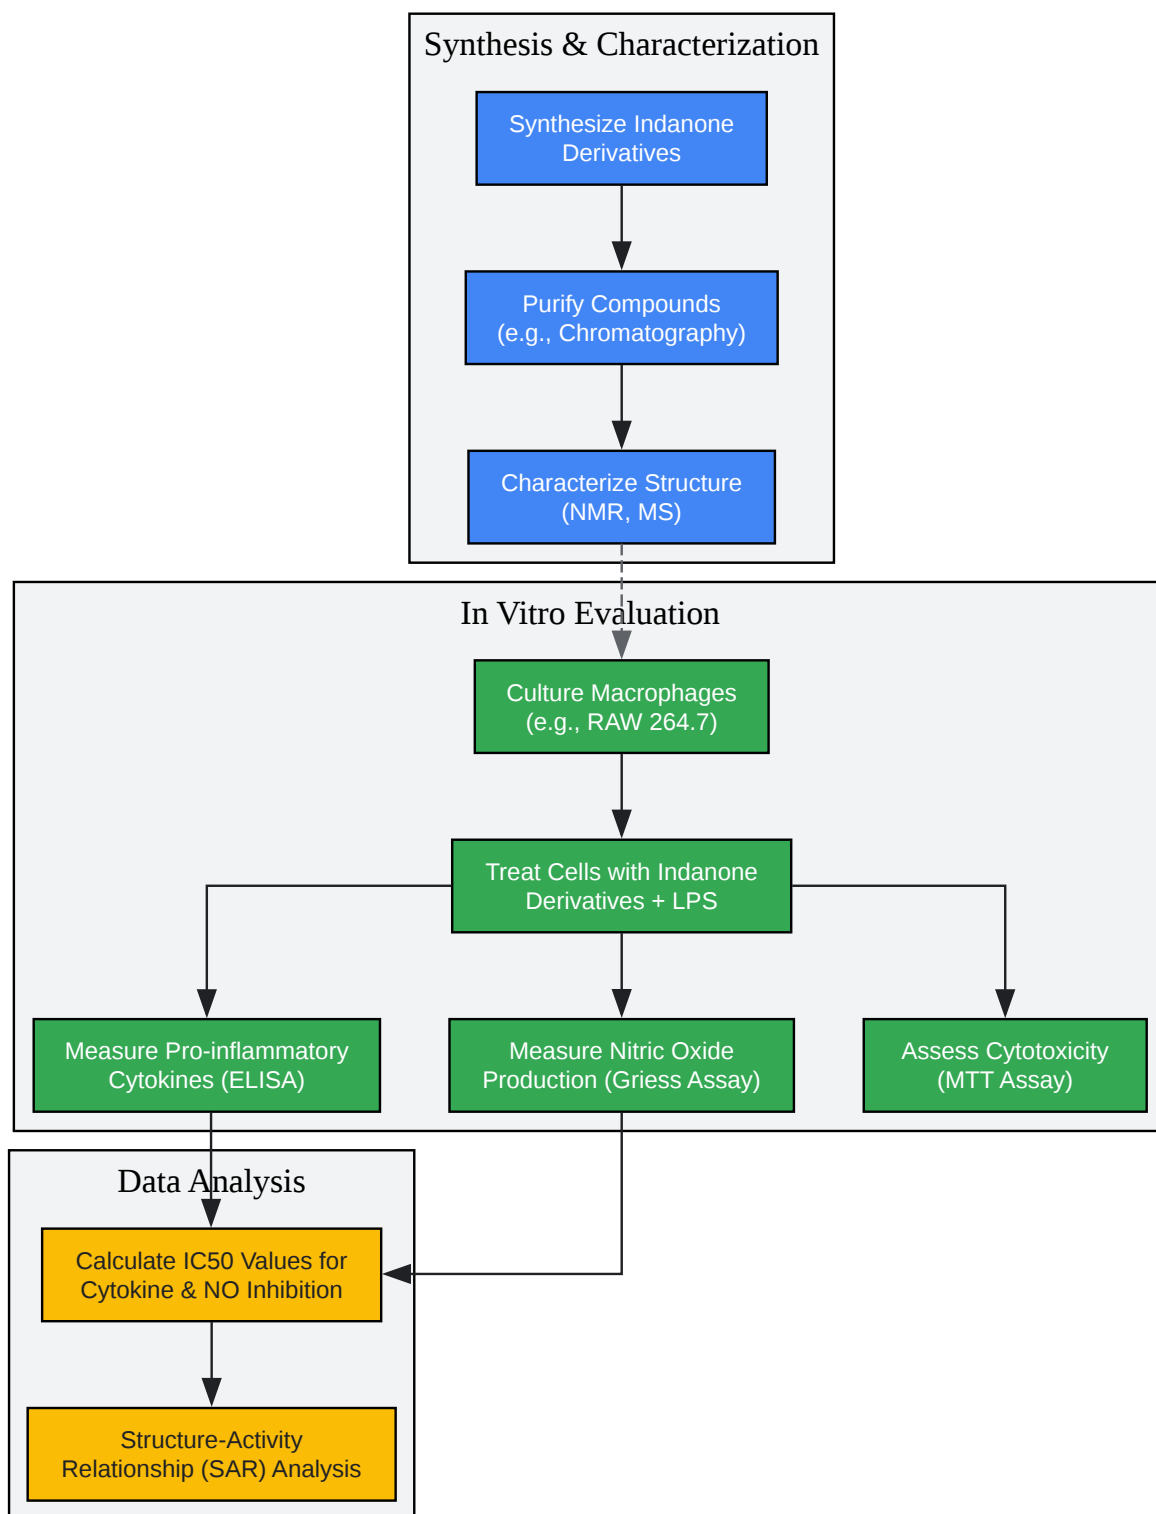 Synthesis & Characterization
Synthesize Indanone
Derivatives
Purify Compounds
(e.g., Chromatography)
Characterize Structure
(NMR, MS)
In Vitro Evaluation
Culture Macrophages
(e.g., RAW 264.7)
Treat Cells with Indanone
Derivatives + LPS
Measure Pro-inflammatory
Cytokines (ELISA)
Measure Nitric Oxide
Production (Griess Assay)
Assess Cytotoxicity
(MTT Assay)
Data Analysis
Calculate IC50 Values for
Cytokine & NO Inhibition
Structure-Activity
Relationship (SAR) Analysis